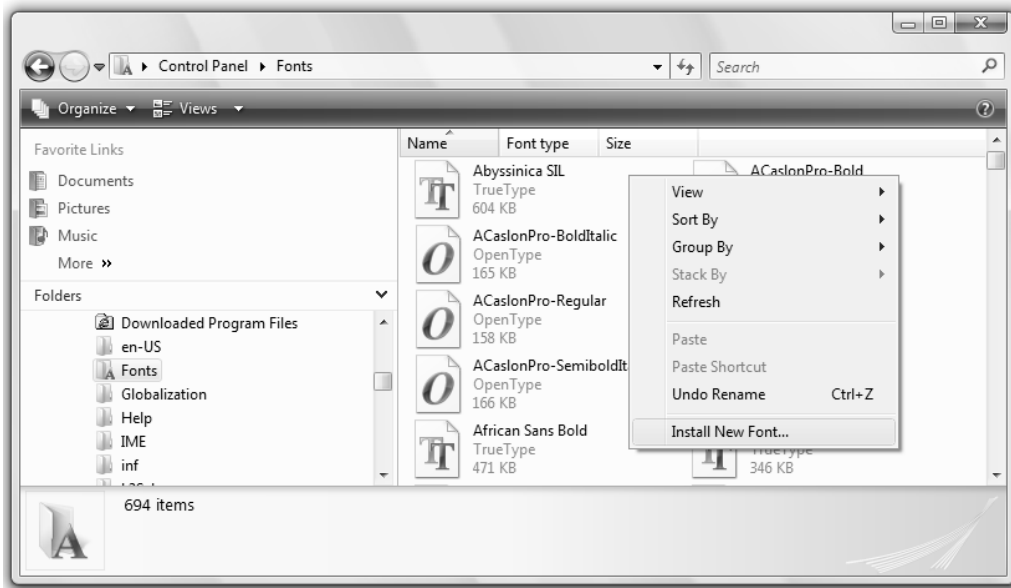 Control Panel Fonts
Search
Organize Views
Favorite Links
Documents
Pictures
Music
More »
Folders
Downloaded Program Files
en-US
Fonts
Globalization
Help
IME
inf
Name Font type Size
Abyssinica SIL
TrueType
604 KB
ACaslonPro-BoldItalic
OpenType
165 KB
ACaslonPro-Regular
OpenType
158 KB
ACaslonPro-SemiboldIt
OpenType
166 KB
African Sans Bold
TrueType
471 KB
ACaslonPro-Bold
TrueType
346 KB
View
Sort By
Group By
Stack By
Refresh
Paste
Paste Shortcut
Undo Rename Ctrl+Z
Install New Font...
694 items